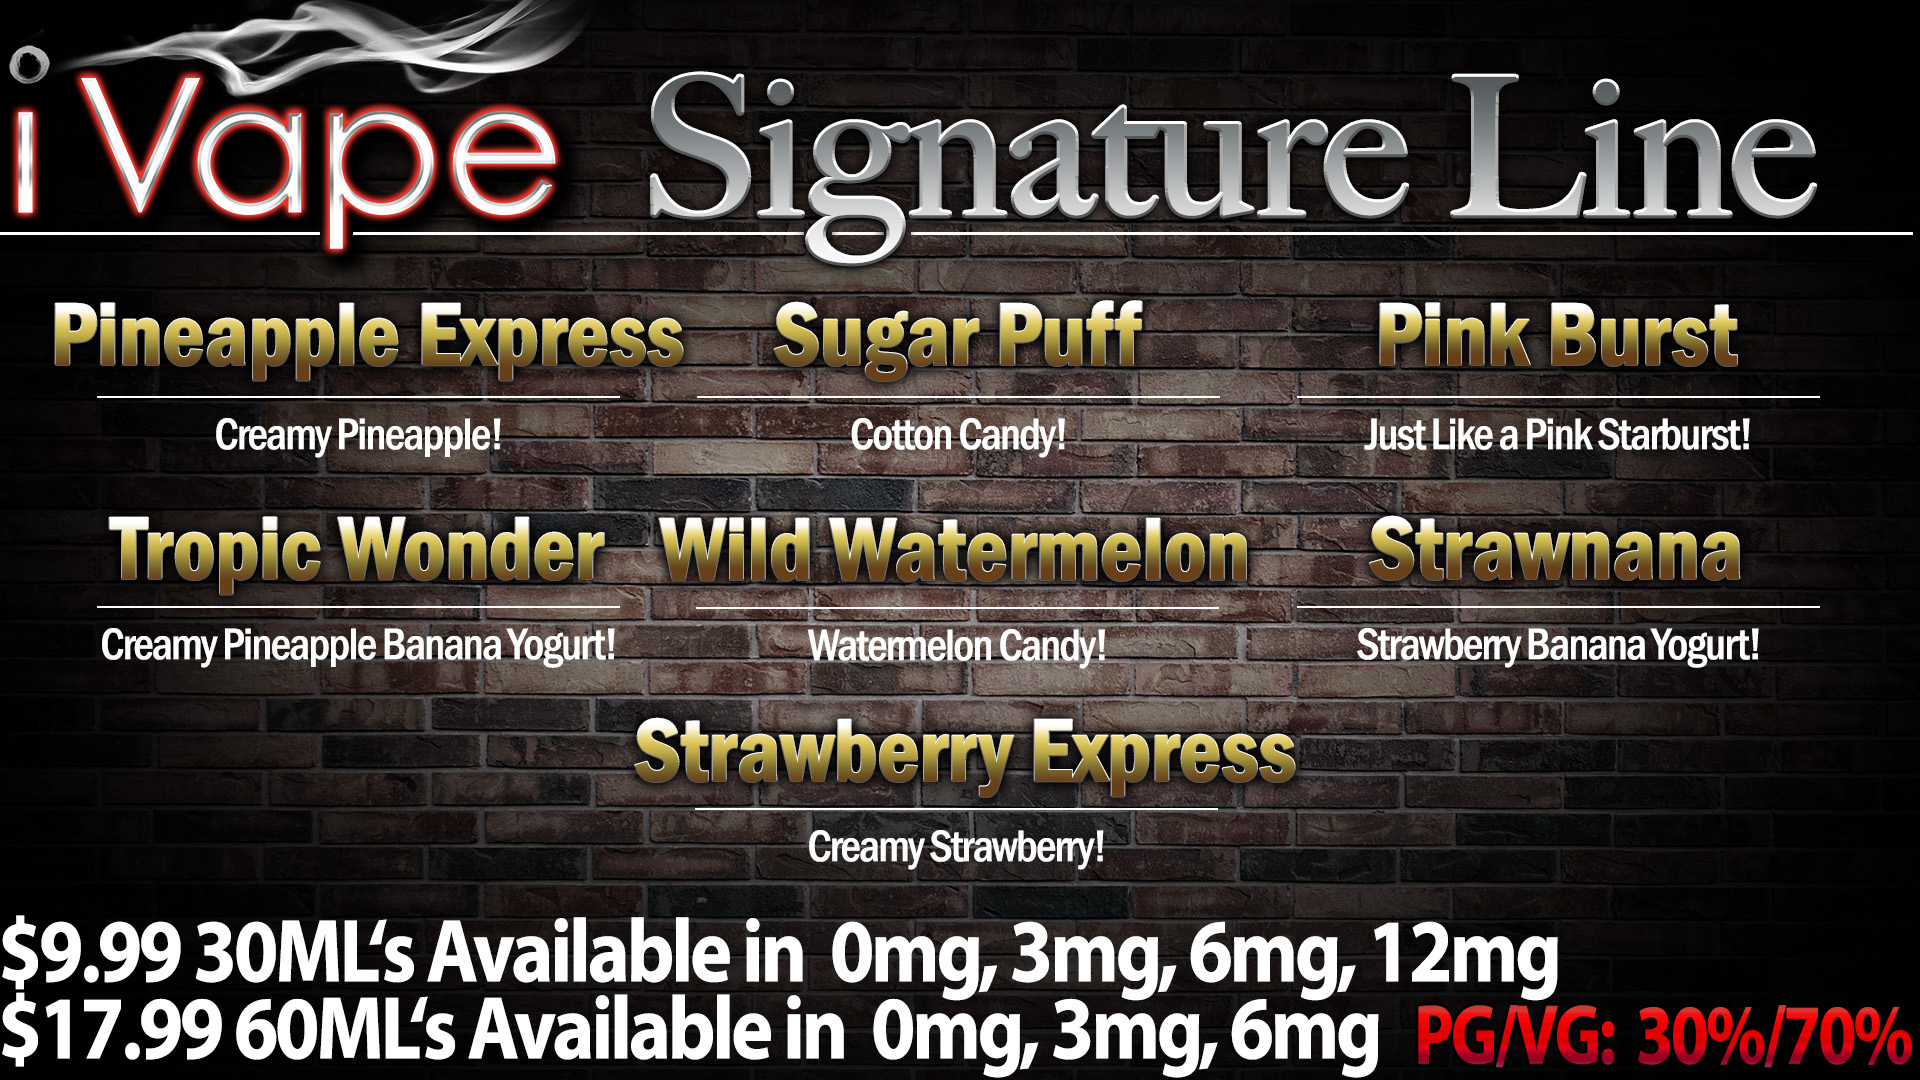 i Vape Signature Line
Pineapple Express
Creamy Pineapple!
Sugar Puff
Cotton Candy!
Pink Burst
Just Like a Pink Starburst!
Tropic Wonder
Creamy Pineapple Banana Yogurt!
Wild Watermelon
Watermelon Candy!
Strawnana
Strawberry Banana Yogurt!
Strawberry Express
Creamy Strawberry!
$9.99 30ML‘s Available in 0mg, 3mg, 6mg, 12mg
$17.99 60ML‘s Available in 0mg, 3mg, 6mg PG/VG: 30%/70%